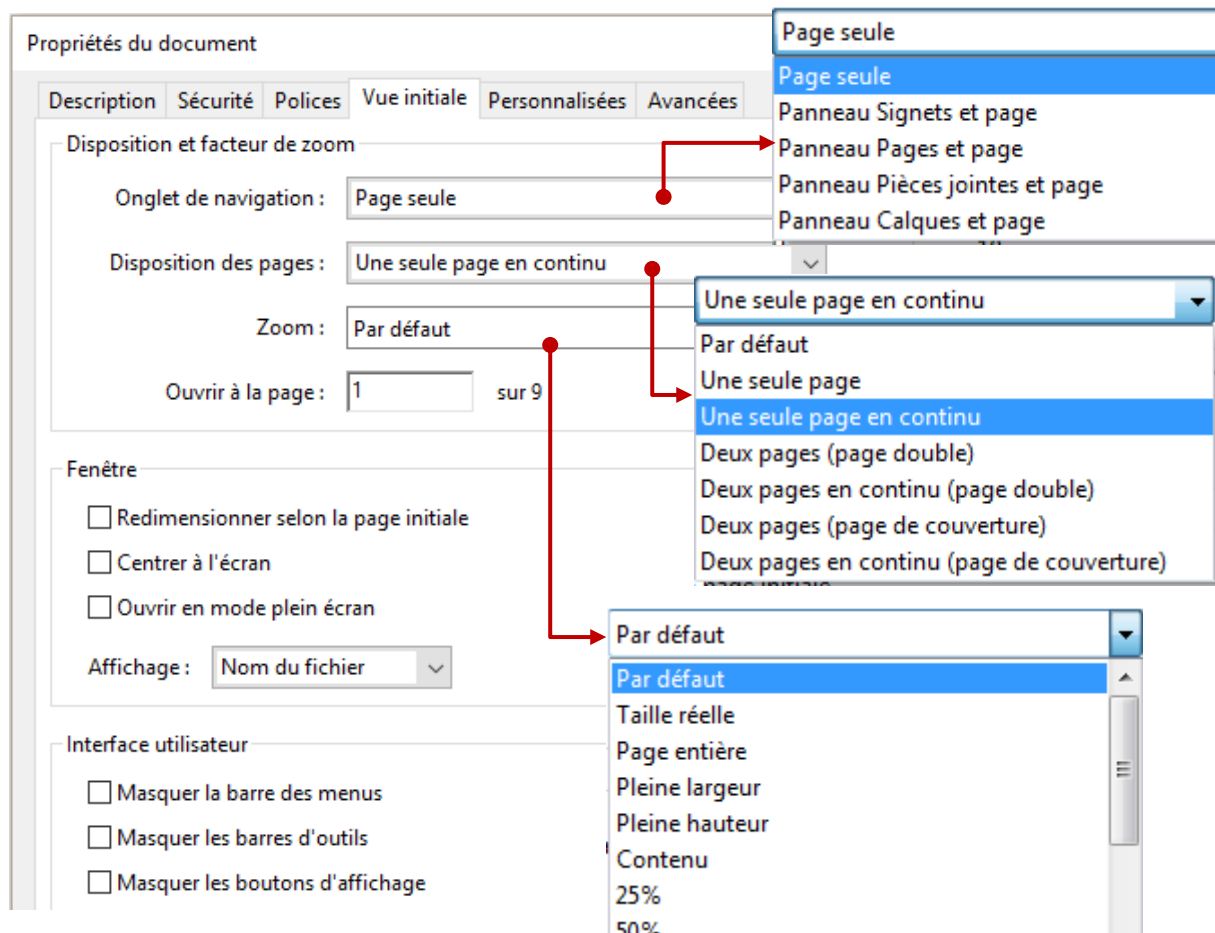 Propriétés du document
Description Sécurité Polices Vue initiale Personnalisées Avancées
Disposition et facteur de zoom
Onglet de navigation : Page seule
Disposition des pages : Une seule page en continu
Zoom : Par défaut
Ouvrir à la page : 1 sur 9
Fenêtre
Redimensionner selon la page initiale
Centrer à l'écran
Ouvrir en mode plein écran
Affichage : Nom du fichier
Interface utilisateur
Masquer la barre des menus
Masquer les barres d'outils
Masquer les boutons d'affichage
Page seule
Page seule
Panneau Signets et page
Panneau Pages et page
Panneau Pièces jointes et page
Panneau Calques et page
Une seule page en continu
Par défaut
Une seule page
Une seule page en continu
Deux pages (page double)
Deux pages en continu (page double)
Deux pages (page de couverture)
Deux pages en continu (page de couverture)
page initiale
Par défaut
Par défaut
Taille réelle
Page entière
Pleine largeur
Pleine hauteur
Contenu
25%
50%